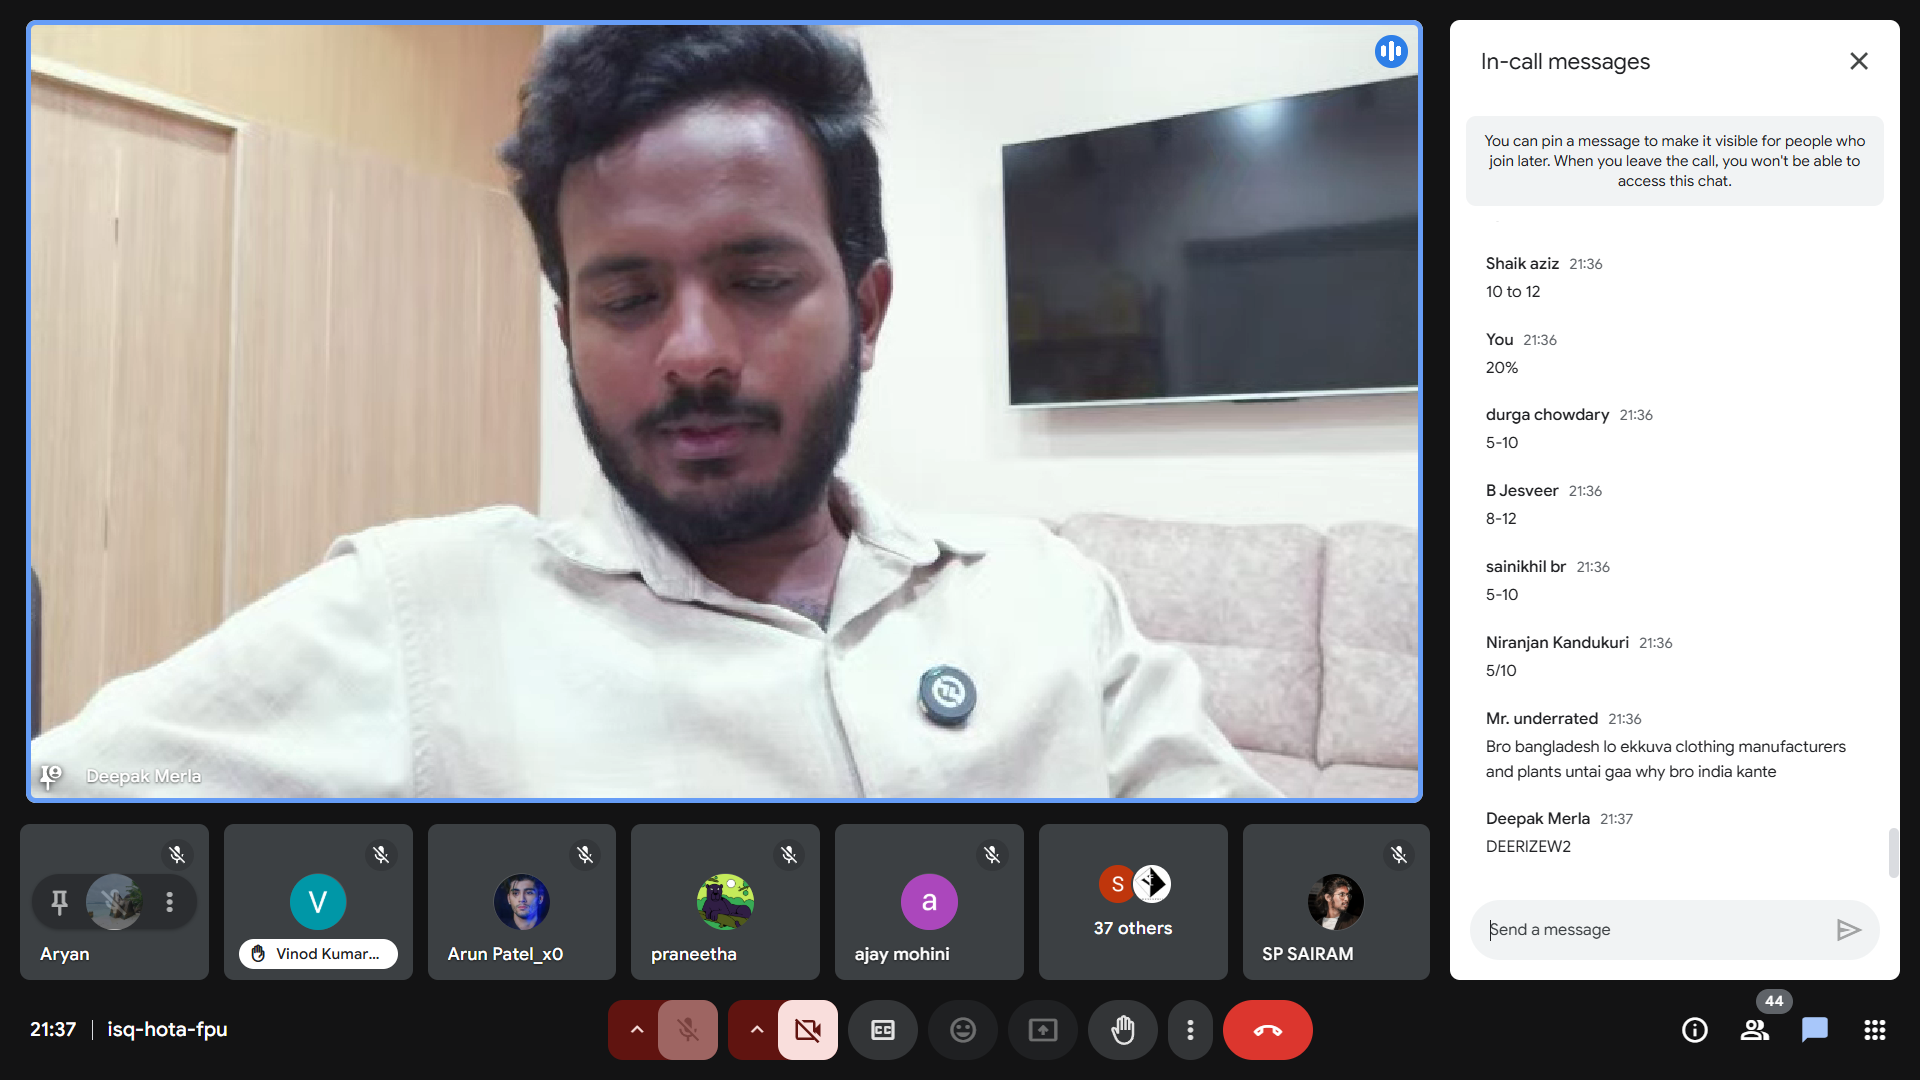 Deepak Merla
In-call messages
You can pin a message to make it visible for people who
join later. When you leave the call, you won't be able to
access this chat.
Shaik aziz 21:36
10 to 12
You 21:36
20%
durga chowdary 21:36
5-10
B Jesveer 21:36
8-12
sainikhil br 21:36
5-10
Niranjan Kandukuri 21:36
5/10
Mr. underrated 21:36
Bro bangladesh lo ekkuva clothing manufacturers
and plants untai gaa why bro india kante
Deepak Merla 21:37
DEERIZEW2
Send a message
Aryan
V
Vinod Kumar...
Arun Patel_x0
praneetha
a
ajay mohini
S
37 others
SP SAIRAM
21:37 | isq-hota-fpu
CC
44